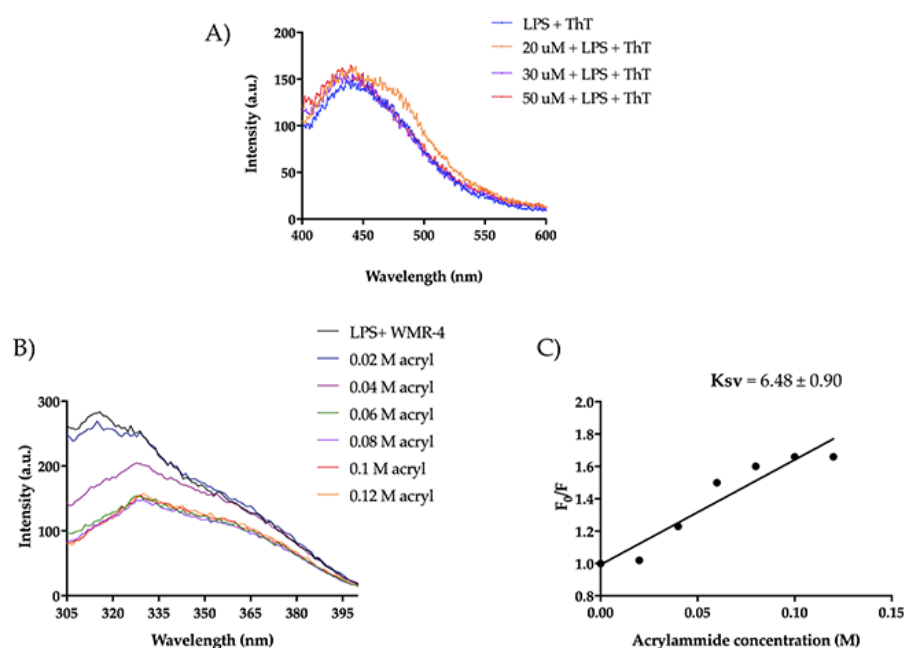 A)
LPS + ThT
20 uM + LPS + ThT
30 uM + LPS + ThT
50 uM + LPS + ThT
Intensity (a.u.)
200
150
100
50
0
400 450 500 550 600
Wavelength (nm)
B)
LPS+ WMR-4
0.02 M acryl
0.04 M acryl
0.06 M acryl
0.08 M acryl
0.1 M acryl
0.12 M acryl
Intensity (a.u.)
300
200
100
0
305 320 335 350 365 380 395
Wavelength (nm)
C)
Ksv = 6.48 ± 0.90
F₀/F
2.0
1.8
1.6
1.4
1.2
1.0
0.8
0.00 0.05 0.10 0.15
Acrylammide concentration (M)